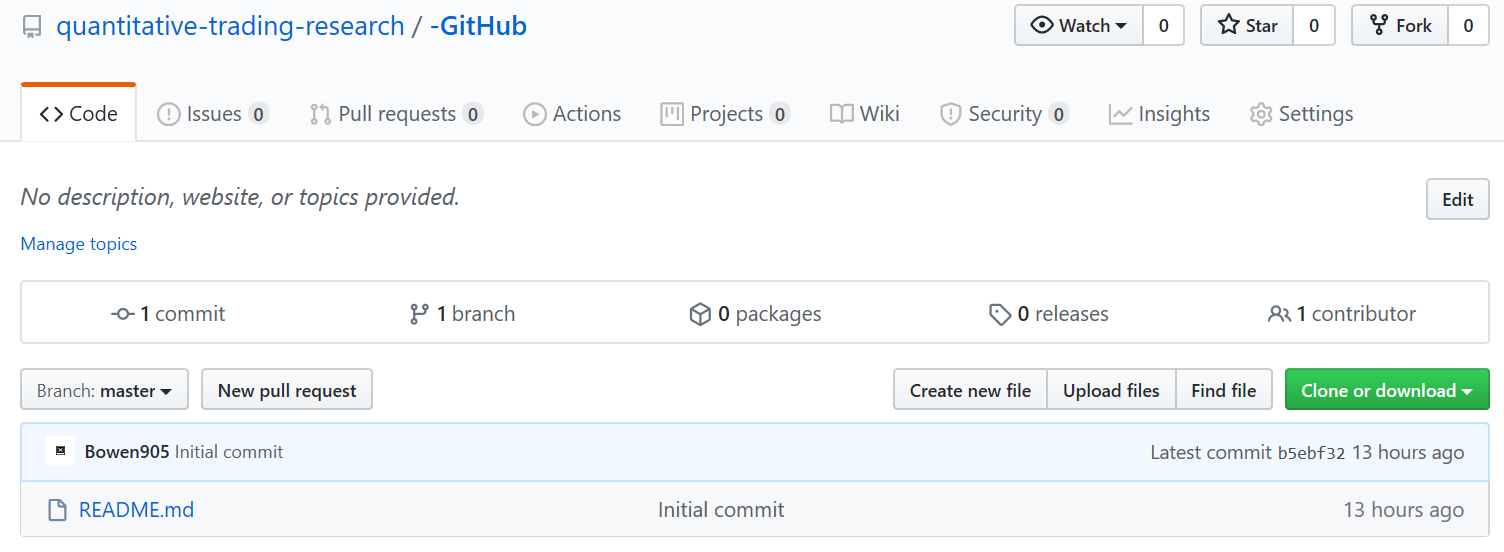 quantitative-trading-research / -GitHub Watch 0 Star 0 Fork 0
Code Issues 0 Pull requests 0 Actions Projects 0 Wiki Security 0 Insights Settings
No description, website, or topics provided. Edit
Manage topics
1 commit 1 branch 0 packages 0 releases 1 contributor
Branch: master New pull request Create new file Upload files Find file Clone or download
Bowen905 Initial commit Latest commit b5ebf32 13 hours ago
README.md Initial commit 13 hours ago